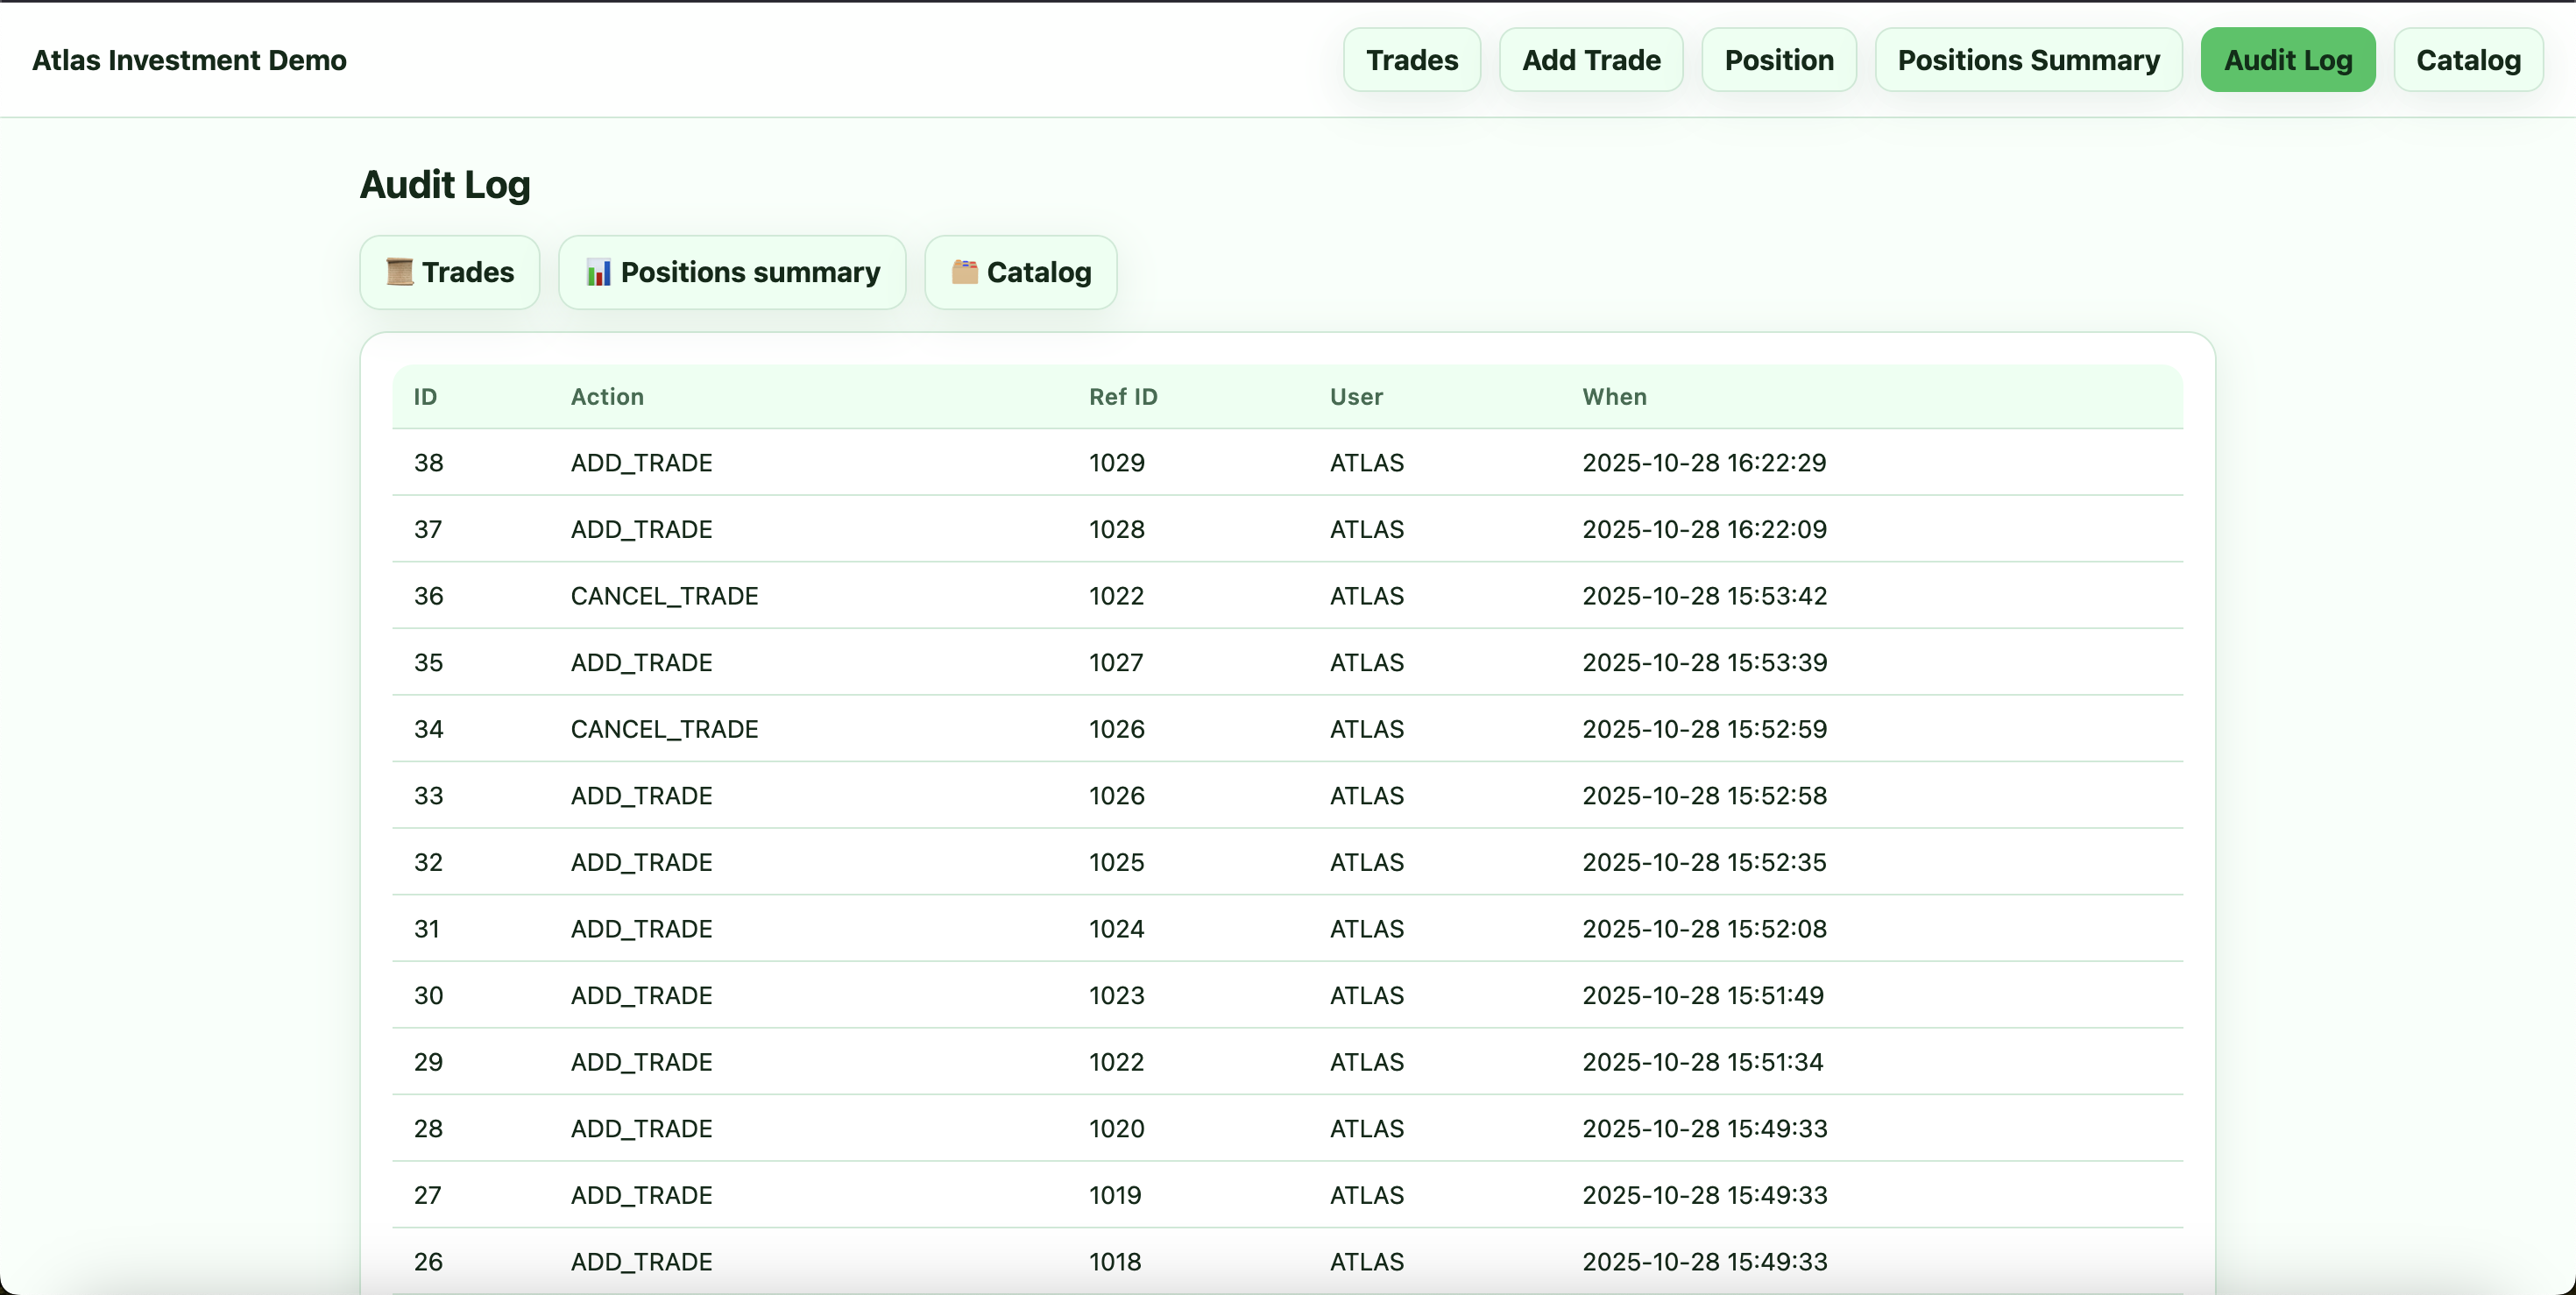 Atlas Investment Demo Trades Add Trade Position Positions Summary Audit Log Catalog
Audit Log
Trades Positions summary Catalog
ID Action Ref ID User When
38 ADD_TRADE 1029 ATLAS 2025-10-28 16:22:29
37 ADD_TRADE 1028 ATLAS 2025-10-28 16:22:09
36 CANCEL_TRADE 1022 ATLAS 2025-10-28 15:53:42
35 ADD_TRADE 1027 ATLAS 2025-10-28 15:53:39
34 CANCEL_TRADE 1026 ATLAS 2025-10-28 15:52:59
33 ADD_TRADE 1026 ATLAS 2025-10-28 15:52:58
32 ADD_TRADE 1025 ATLAS 2025-10-28 15:52:35
31 ADD_TRADE 1024 ATLAS 2025-10-28 15:52:08
30 ADD_TRADE 1023 ATLAS 2025-10-28 15:51:49
29 ADD_TRADE 1022 ATLAS 2025-10-28 15:51:34
28 ADD_TRADE 1020 ATLAS 2025-10-28 15:49:33
27 ADD_TRADE 1019 ATLAS 2025-10-28 15:49:33
26 ADD_TRADE 1018 ATLAS 2025-10-28 15:49:33